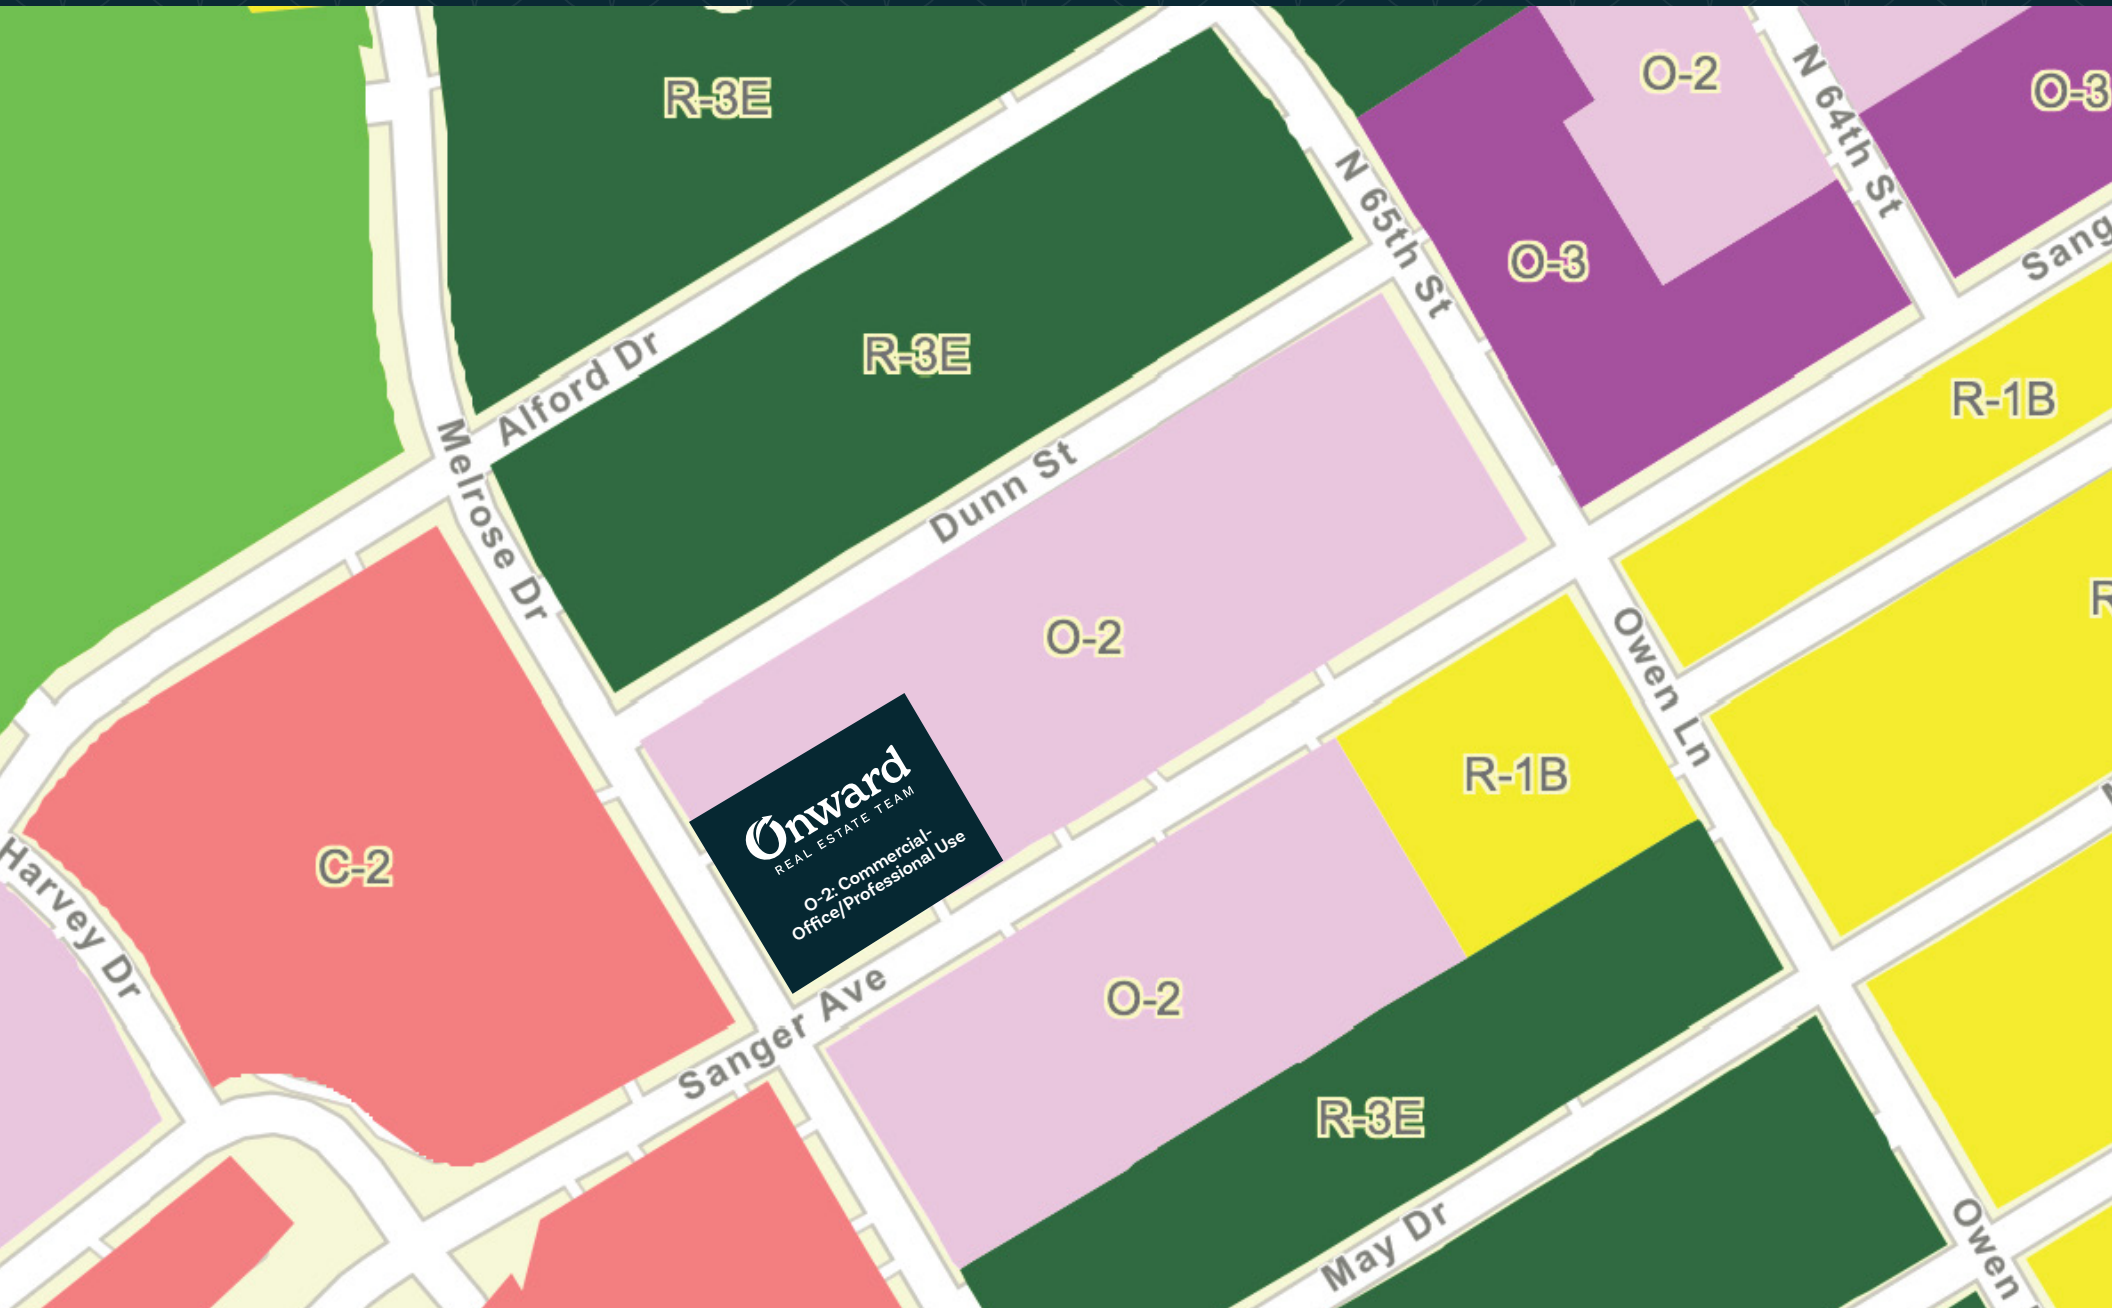 R-3E
O-2
N 64th St
O-3
N 65th St
O-3
Sang
Alford Dr
R-3E
R-1B
Melrose Dr
Dunn St
O-2
R
Owen Ln
Onward
REAL ESTATE TEAM
O-2: Commercial-
Office/Professional Use
R-1B
C-2
Harvey Dr
Sanger Ave
O-2
R-3E
May Dr
Owen